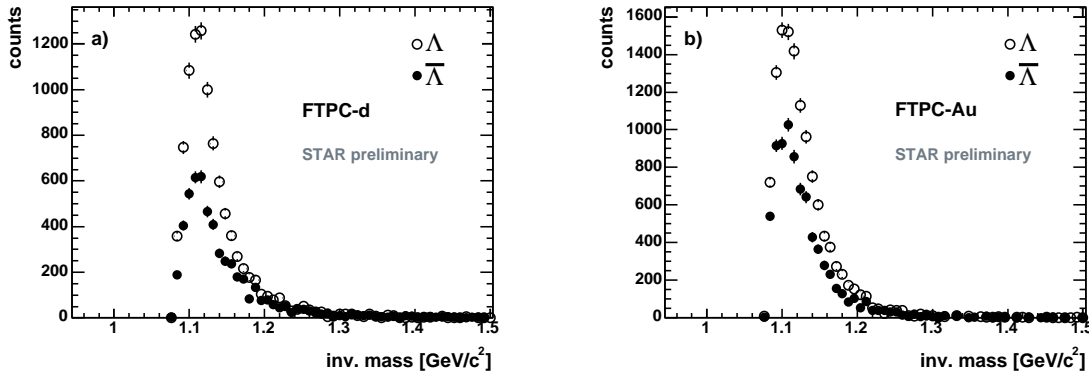 counts
a)
Λ
Λ̅
FTPC-d
STAR preliminary
1200
1000
800
600
400
200
0
1 1.1 1.2 1.3 1.4 1.5
inv. mass [GeV/c²]
counts
b)
Λ
Λ̅
FTPC-Au
STAR preliminary
1600
1400
1200
1000
800
600
400
200
0
1 1.1 1.2 1.3 1.4 1.5
inv. mass [GeV/c²]